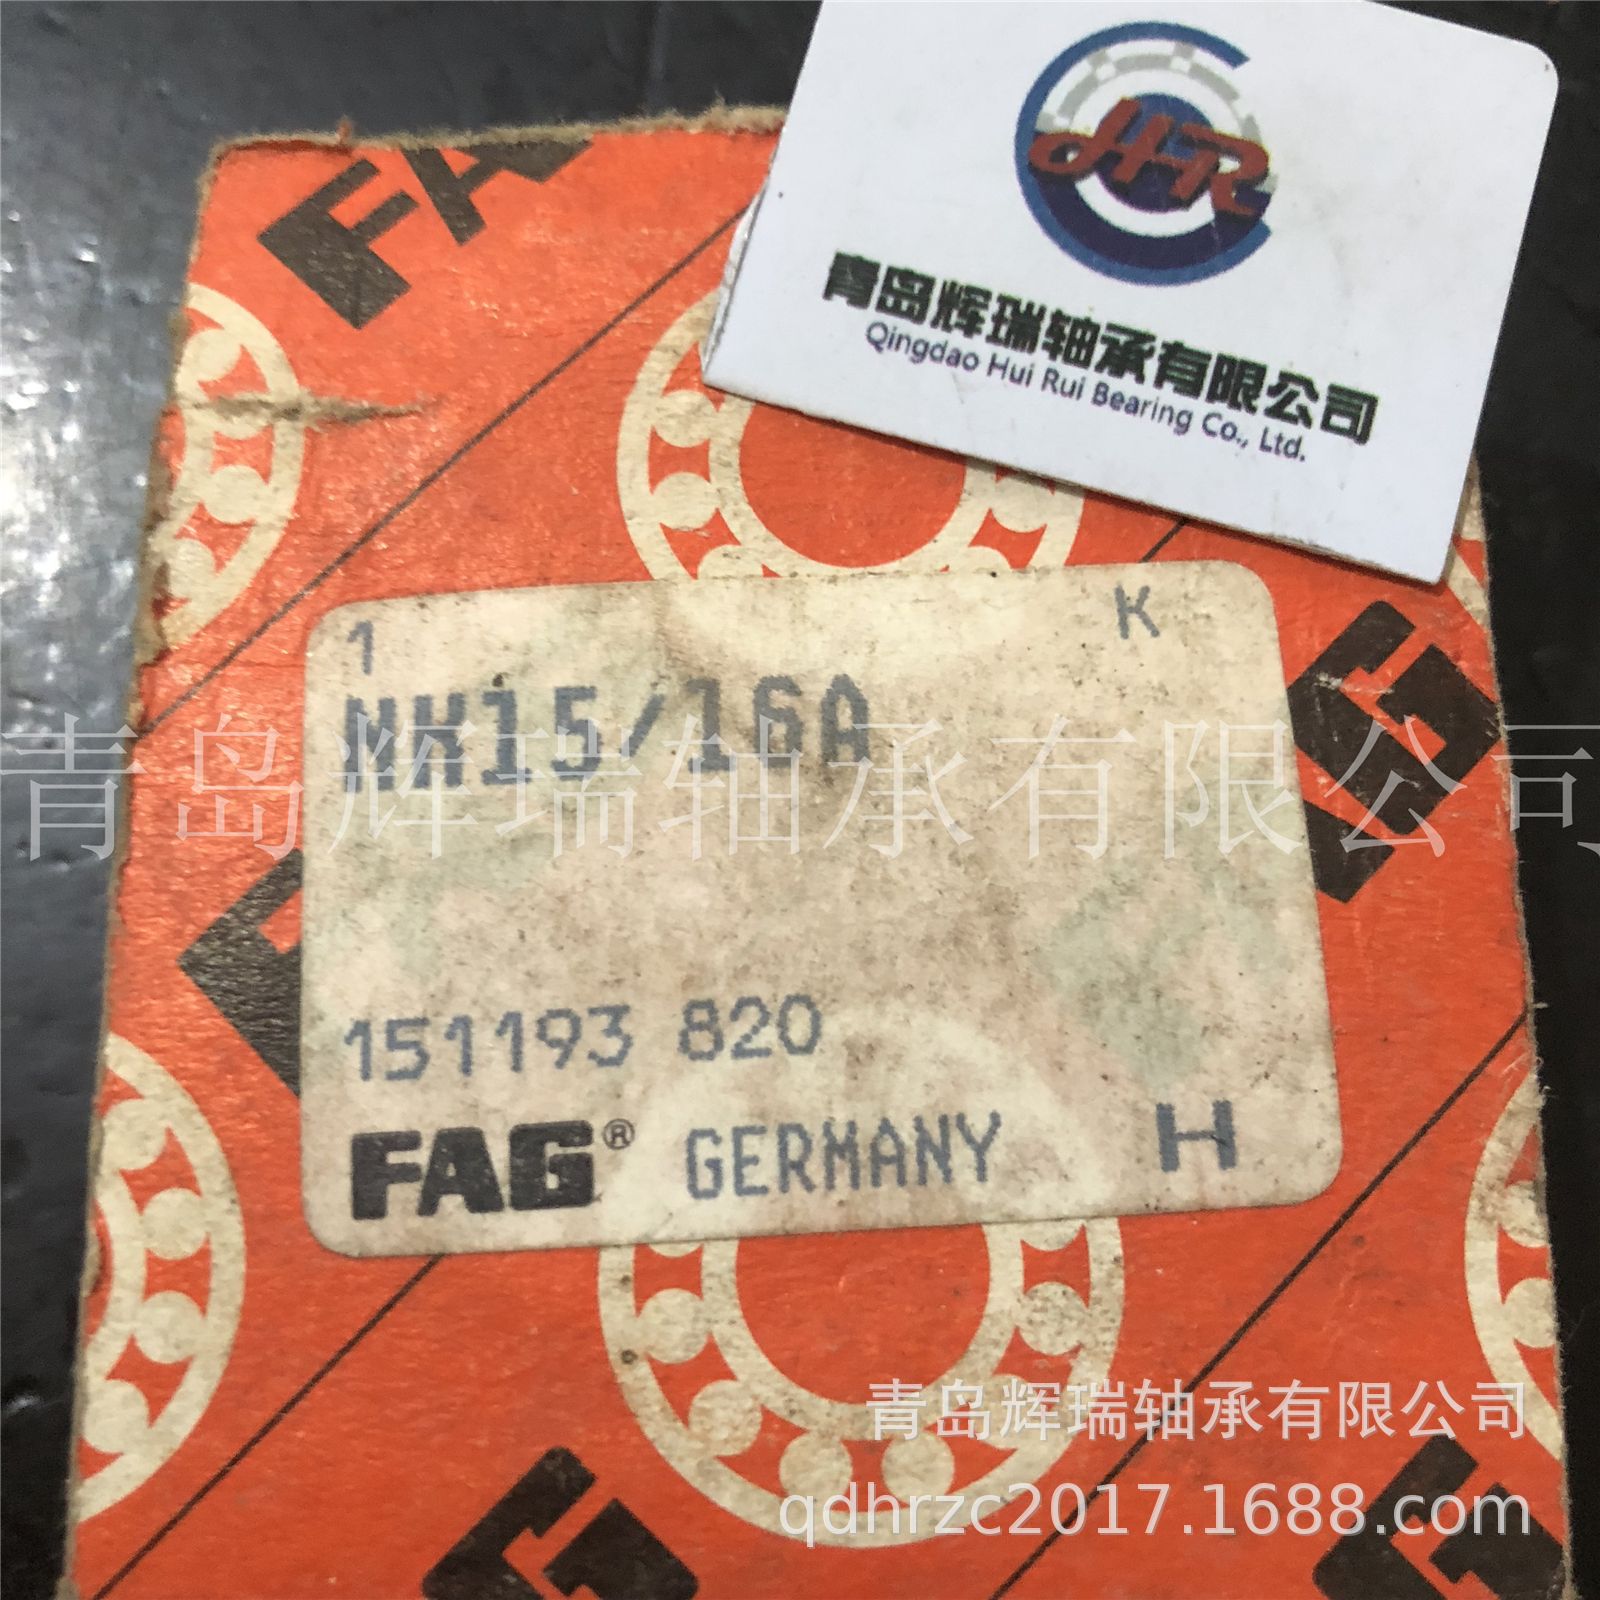 FA
HR
青岛辉瑞轴承有限公司
Qingdao Hui Rui Bearing Co., Ltd.
1 K
NK15/16A
青岛辉瑞轴承有限公司
151193 820
FAG® GERMANY H
青岛辉瑞轴承有限公司
qdhrzc2017.1688.com